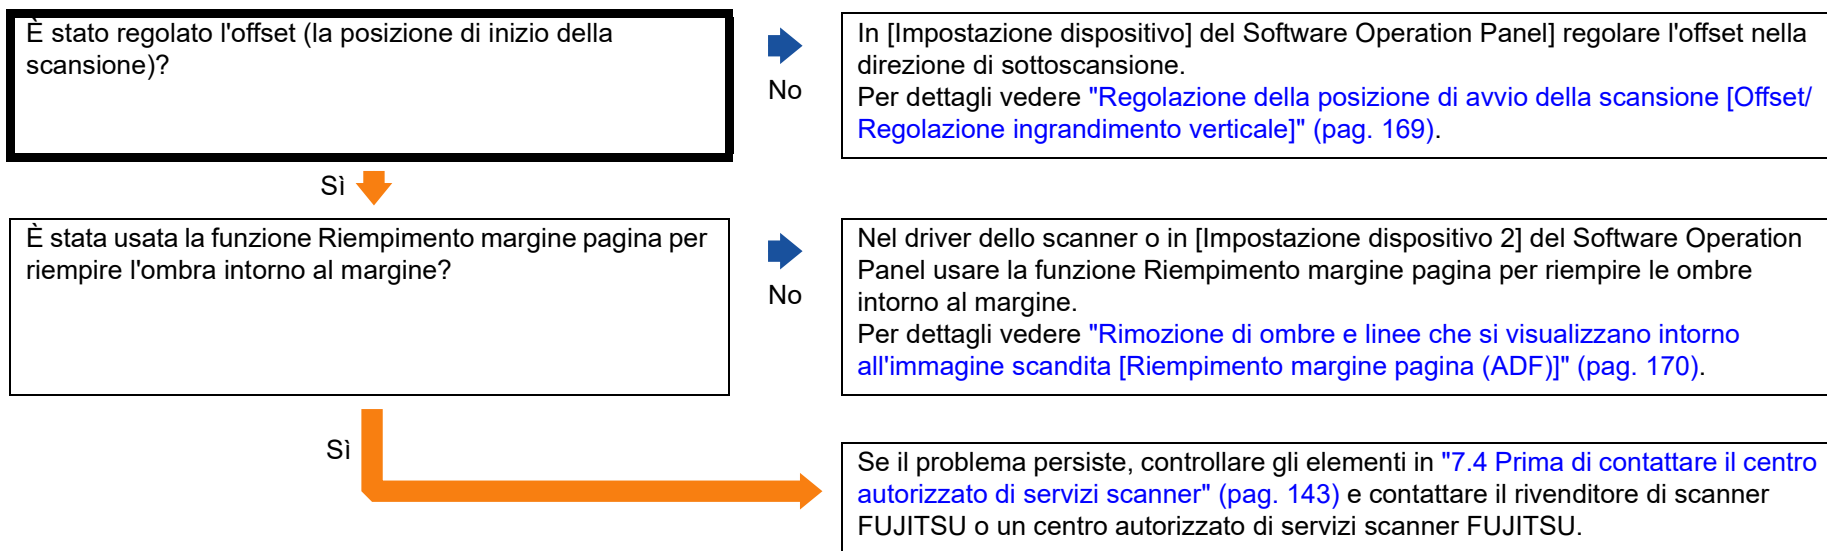 È stato regolato l'offset (la posizione di inizio della
scansione)?
No
In [Impostazione dispositivo] del Software Operation Panel] regolare l'offset nella
direzione di sottoscansione.
Per dettagli vedere "Regolazione della posizione di avvio della scansione [Offset/
Regolazione ingrandimento verticale]" (pag. 169).
Sì
È stata usata la funzione Riempimento margine pagina per
riempire l'ombra intorno al margine?
No
Nel driver dello scanner o in [Impostazione dispositivo 2] del Software Operation
Panel usare la funzione Riempimento margine pagina per riempire le ombre
intorno al margine.
Per dettagli vedere "Rimozione di ombre e linee che si visualizzano intorno
all'immagine scandita [Riempimento margine pagina (ADF)]" (pag. 170).
Sì
Se il problema persiste, controllare gli elementi in "7.4 Prima di contattare il centro
autorizzato di servizi scanner" (pag. 143) e contattare il rivenditore di scanner
FUJITSU o un centro autorizzato di servizi scanner FUJITSU.